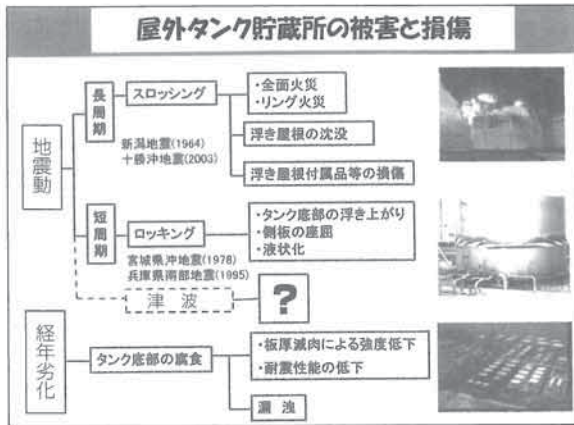 屋外タンク貯蔵所の被害と損傷
地震動
長周期
スロッシング
・全面火災
・リング火災
新潟地震(1964)
十勝沖地震(2003)
浮き屋根の沈没
浮き屋根付属品等の損傷
短周期
ロッキング
・タンク底部の浮き上がり
・側板の座屈
・液状化
宮城県沖地震(1978)
兵庫県南部地震(1995)
津 波
?
経年劣化
タンク底部の腐食
・板厚減肉による強度低下
・耐震性能の低下
漏 洩